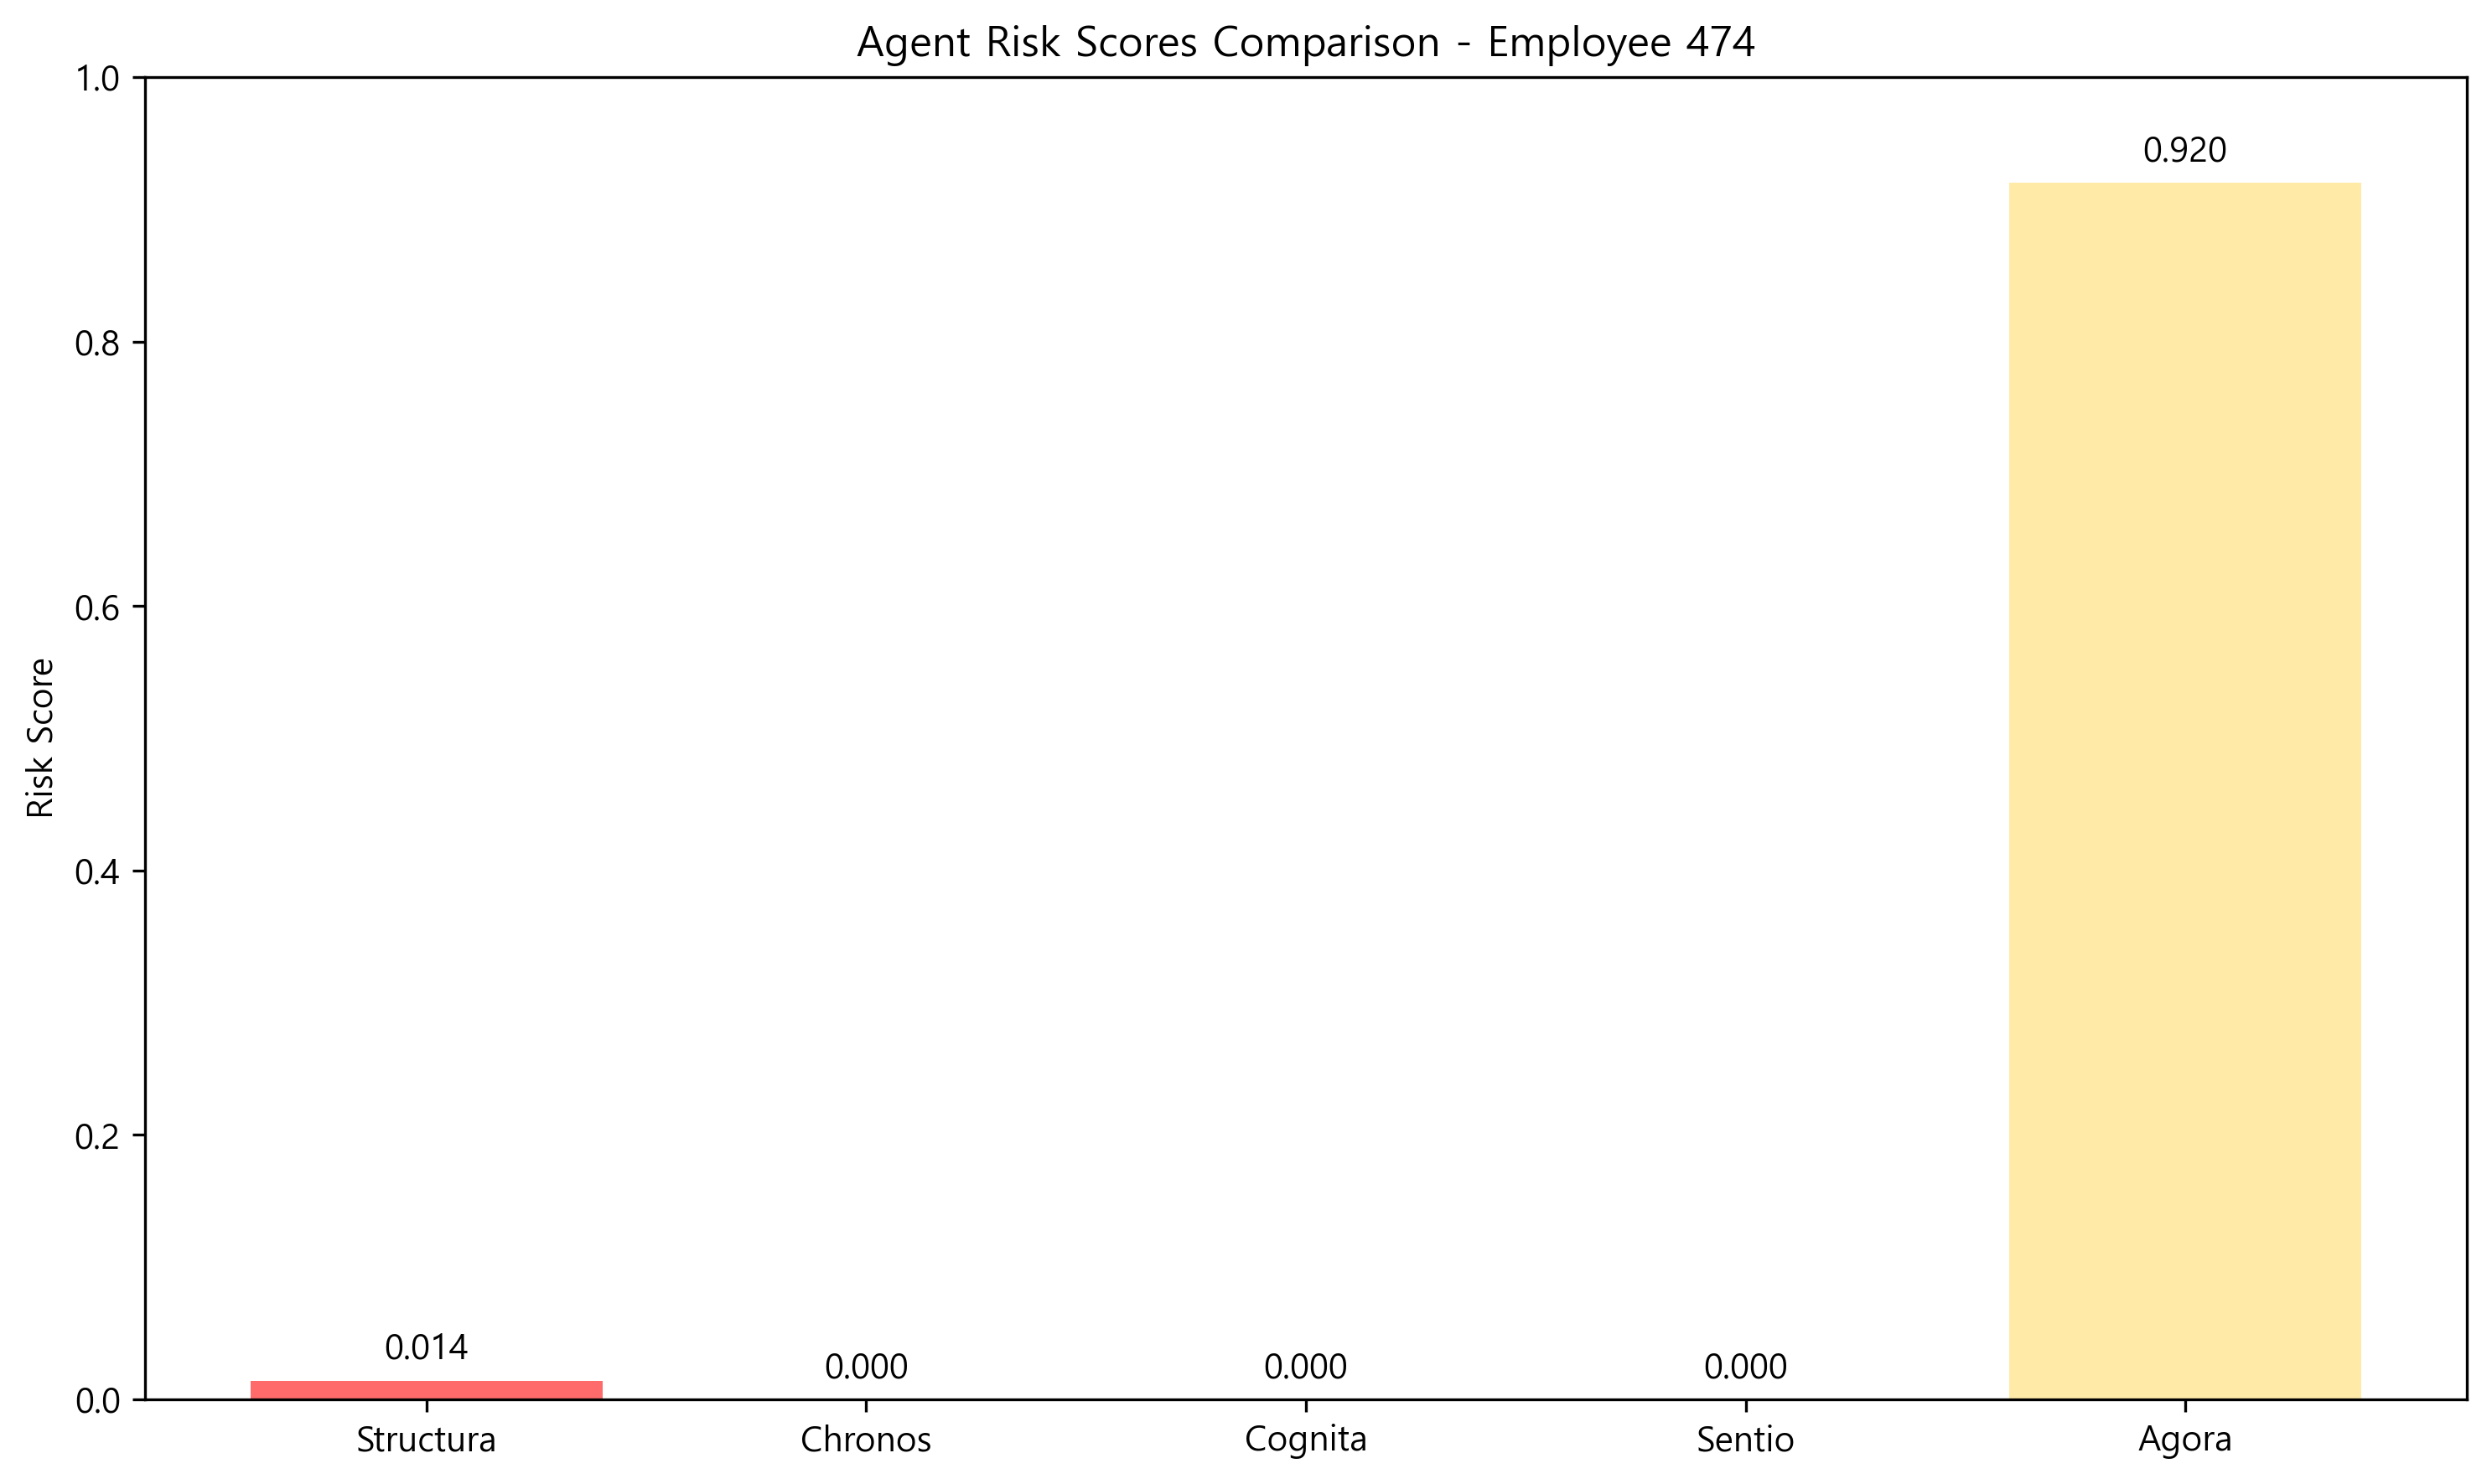 Agent Risk Scores Comparison - Employee 474
Risk Score
1.0
0.8
0.6
0.4
0.2
0.0
0.014
0.000
0.000
0.000
0.920
Structura
Chronos
Cognita
Sentio
Agora